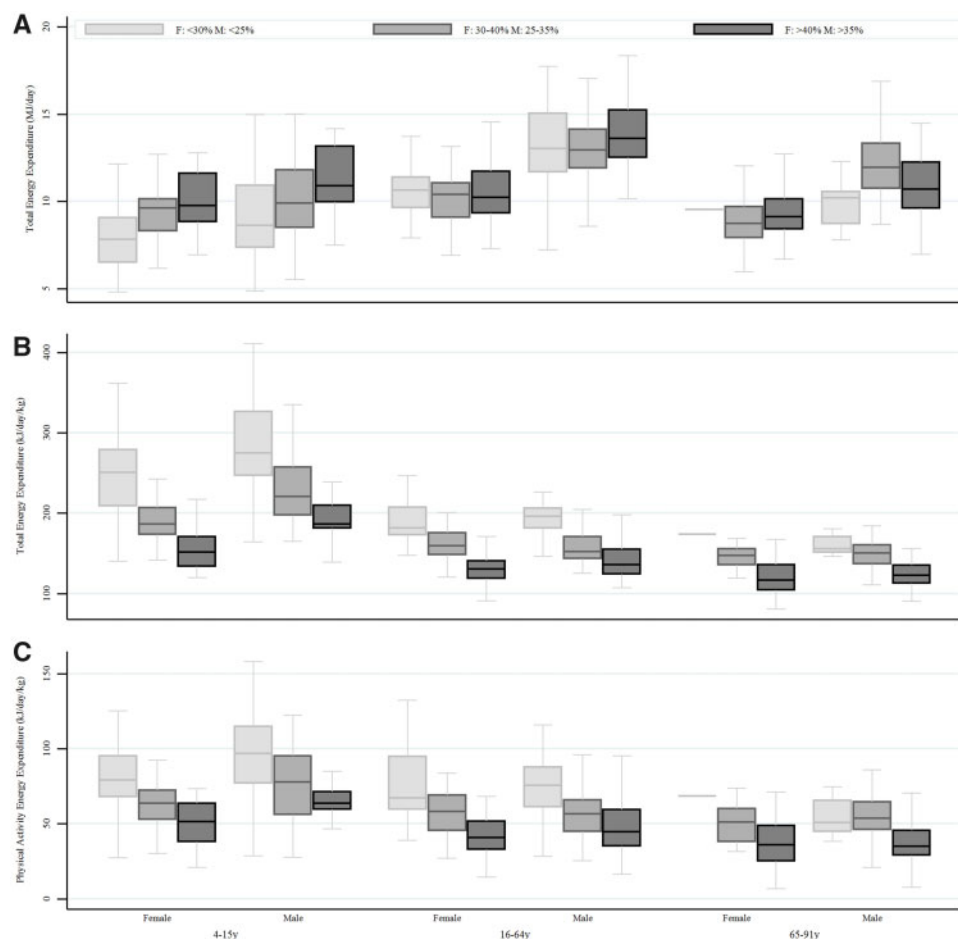 A
F: <30% M: <25%
F: 30-40% M: 25-35%
F: >40% M: >35%
Total Energy Expenditure (MJ/day)
20
15
10
5
B
Total Energy Expenditure (kJ/day/kg)
400
300
200
100
C
Physical Activity Energy Expenditure (kJ/day/kg)
150
100
50
0
Female Male Female Male Female Male
4-15y 16-64y 65-91y